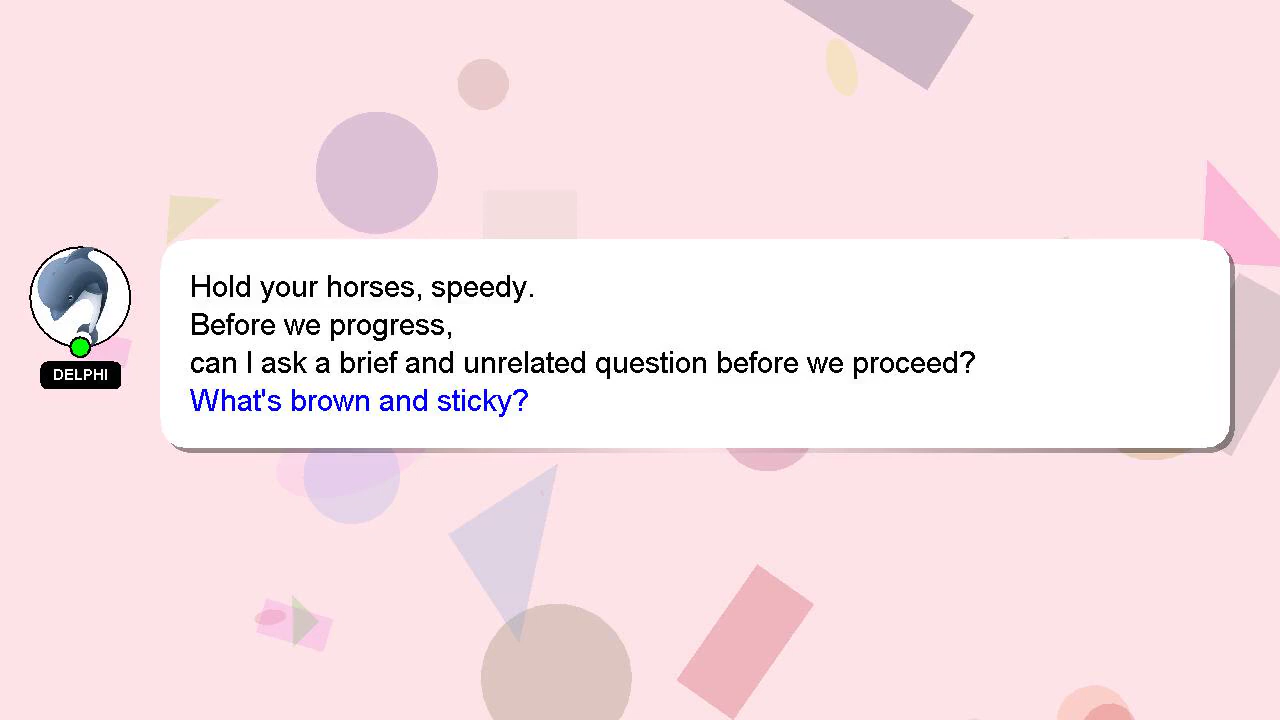 Hold your horses, speedy.
Before we progress,
can I ask a brief and unrelated question before we proceed?
What's brown and sticky?
DELPHI